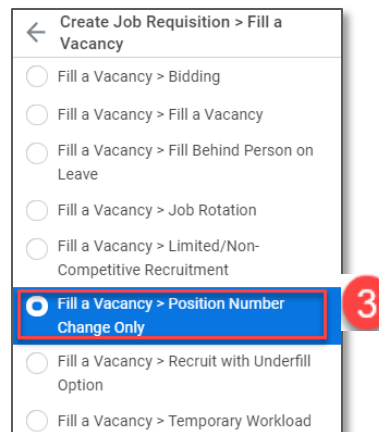 Create Job Requisition > Fill a
Vacancy
Fill a Vacancy > Bidding
Fill a Vacancy > Fill a Vacancy
Fill a Vacancy > Fill Behind Person on
Leave
Fill a Vacancy > Job Rotation
Fill a Vacancy > Limited/Non-
Competitive Recruitment
Fill a Vacancy > Position Number
Change Only
3
Fill a Vacancy > Recruit with Underfill
Option
Fill a Vacancy > Temporary Workload